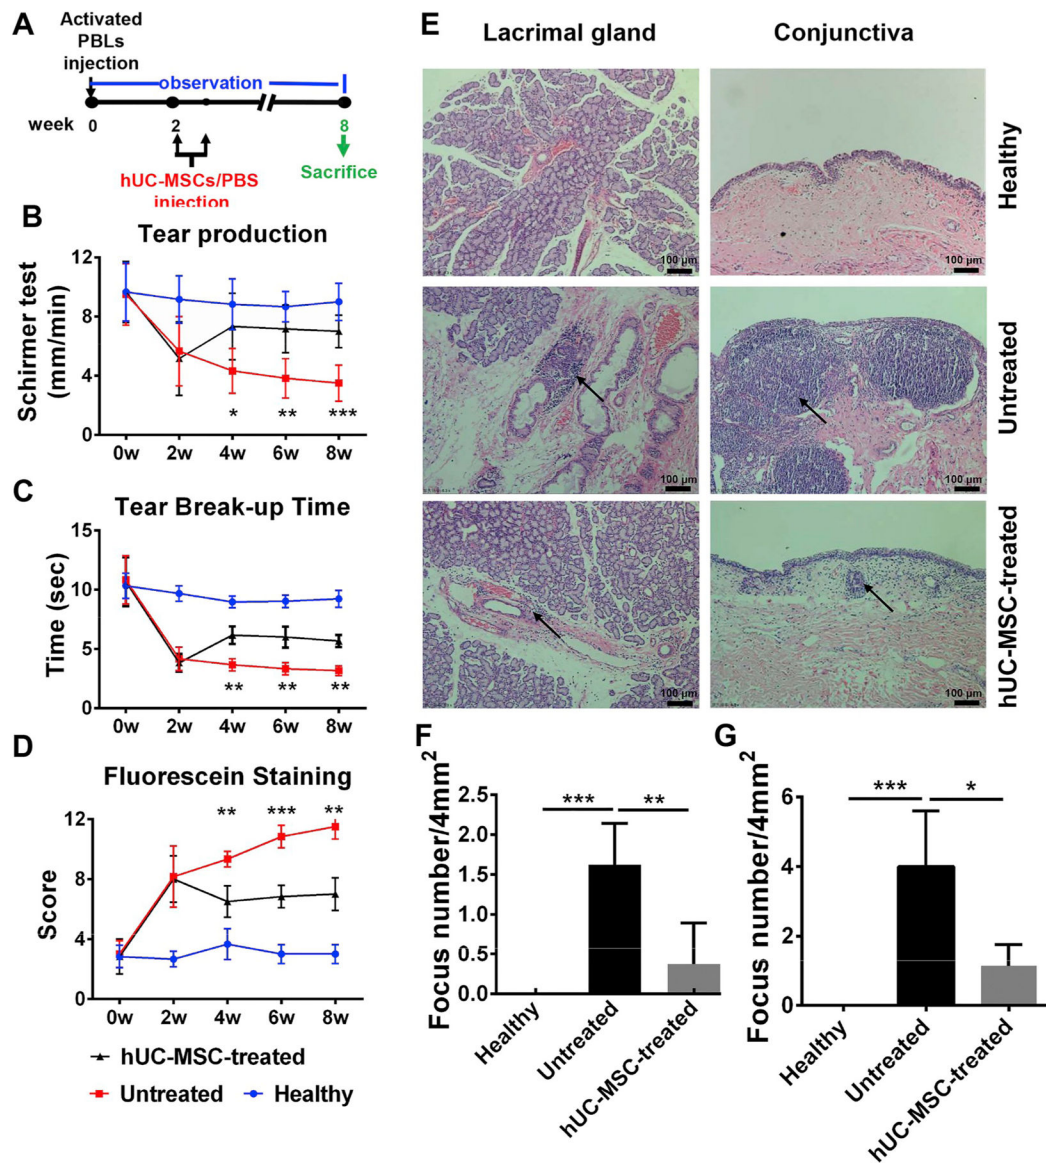 A
Activated
PBLs
injection
observation
week
0
2
8
hUC-MSCs/PBS
injection
Sacrifice
B
Tear production
Schirmer test
(mm/min)
12
8
4
0
0w 2w 4w 6w 8w
* ** ***
C
Tear Break-up Time
Time (sec)
15
10
5
0
** ** **
0w 2w 4w 6w 8w
D
Fluorescein Staining
Score
12
8
4
0
** *** **
0w 2w 4w 6w 8w
hUC-MSC-treated
Untreated Healthy
E
Lacrimal gland Conjunctiva
Healthy
100 µm 100 µm
Untreated
100 µm 100 µm
hUC-MSC-treated
100 µm 100 µm
F
Focus number/4mm²
2.5
2.0
1.5
1.0
0.5
0.0
*** **
Healthy
Untreated
hUC-MSC-treated
G
Focus number/4mm²
6
4
2
0
*** *
Healthy
Untreated
hUC-MSC-treated